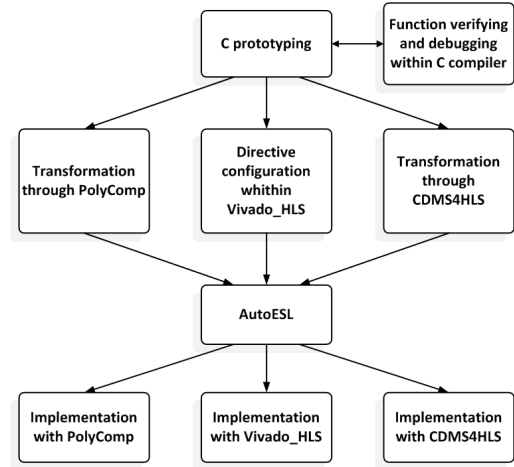 C prototyping
Function verifying
and debugging
within C compiler
Transformation
through PolyComp
Directive
configuration
whithin
Vivado_HLS
Transformation
through
CDMS4HLS
AutoESL
Implementation
with PolyComp
Implementation
with Vivado_HLS
Implementation
with CDMS4HLS